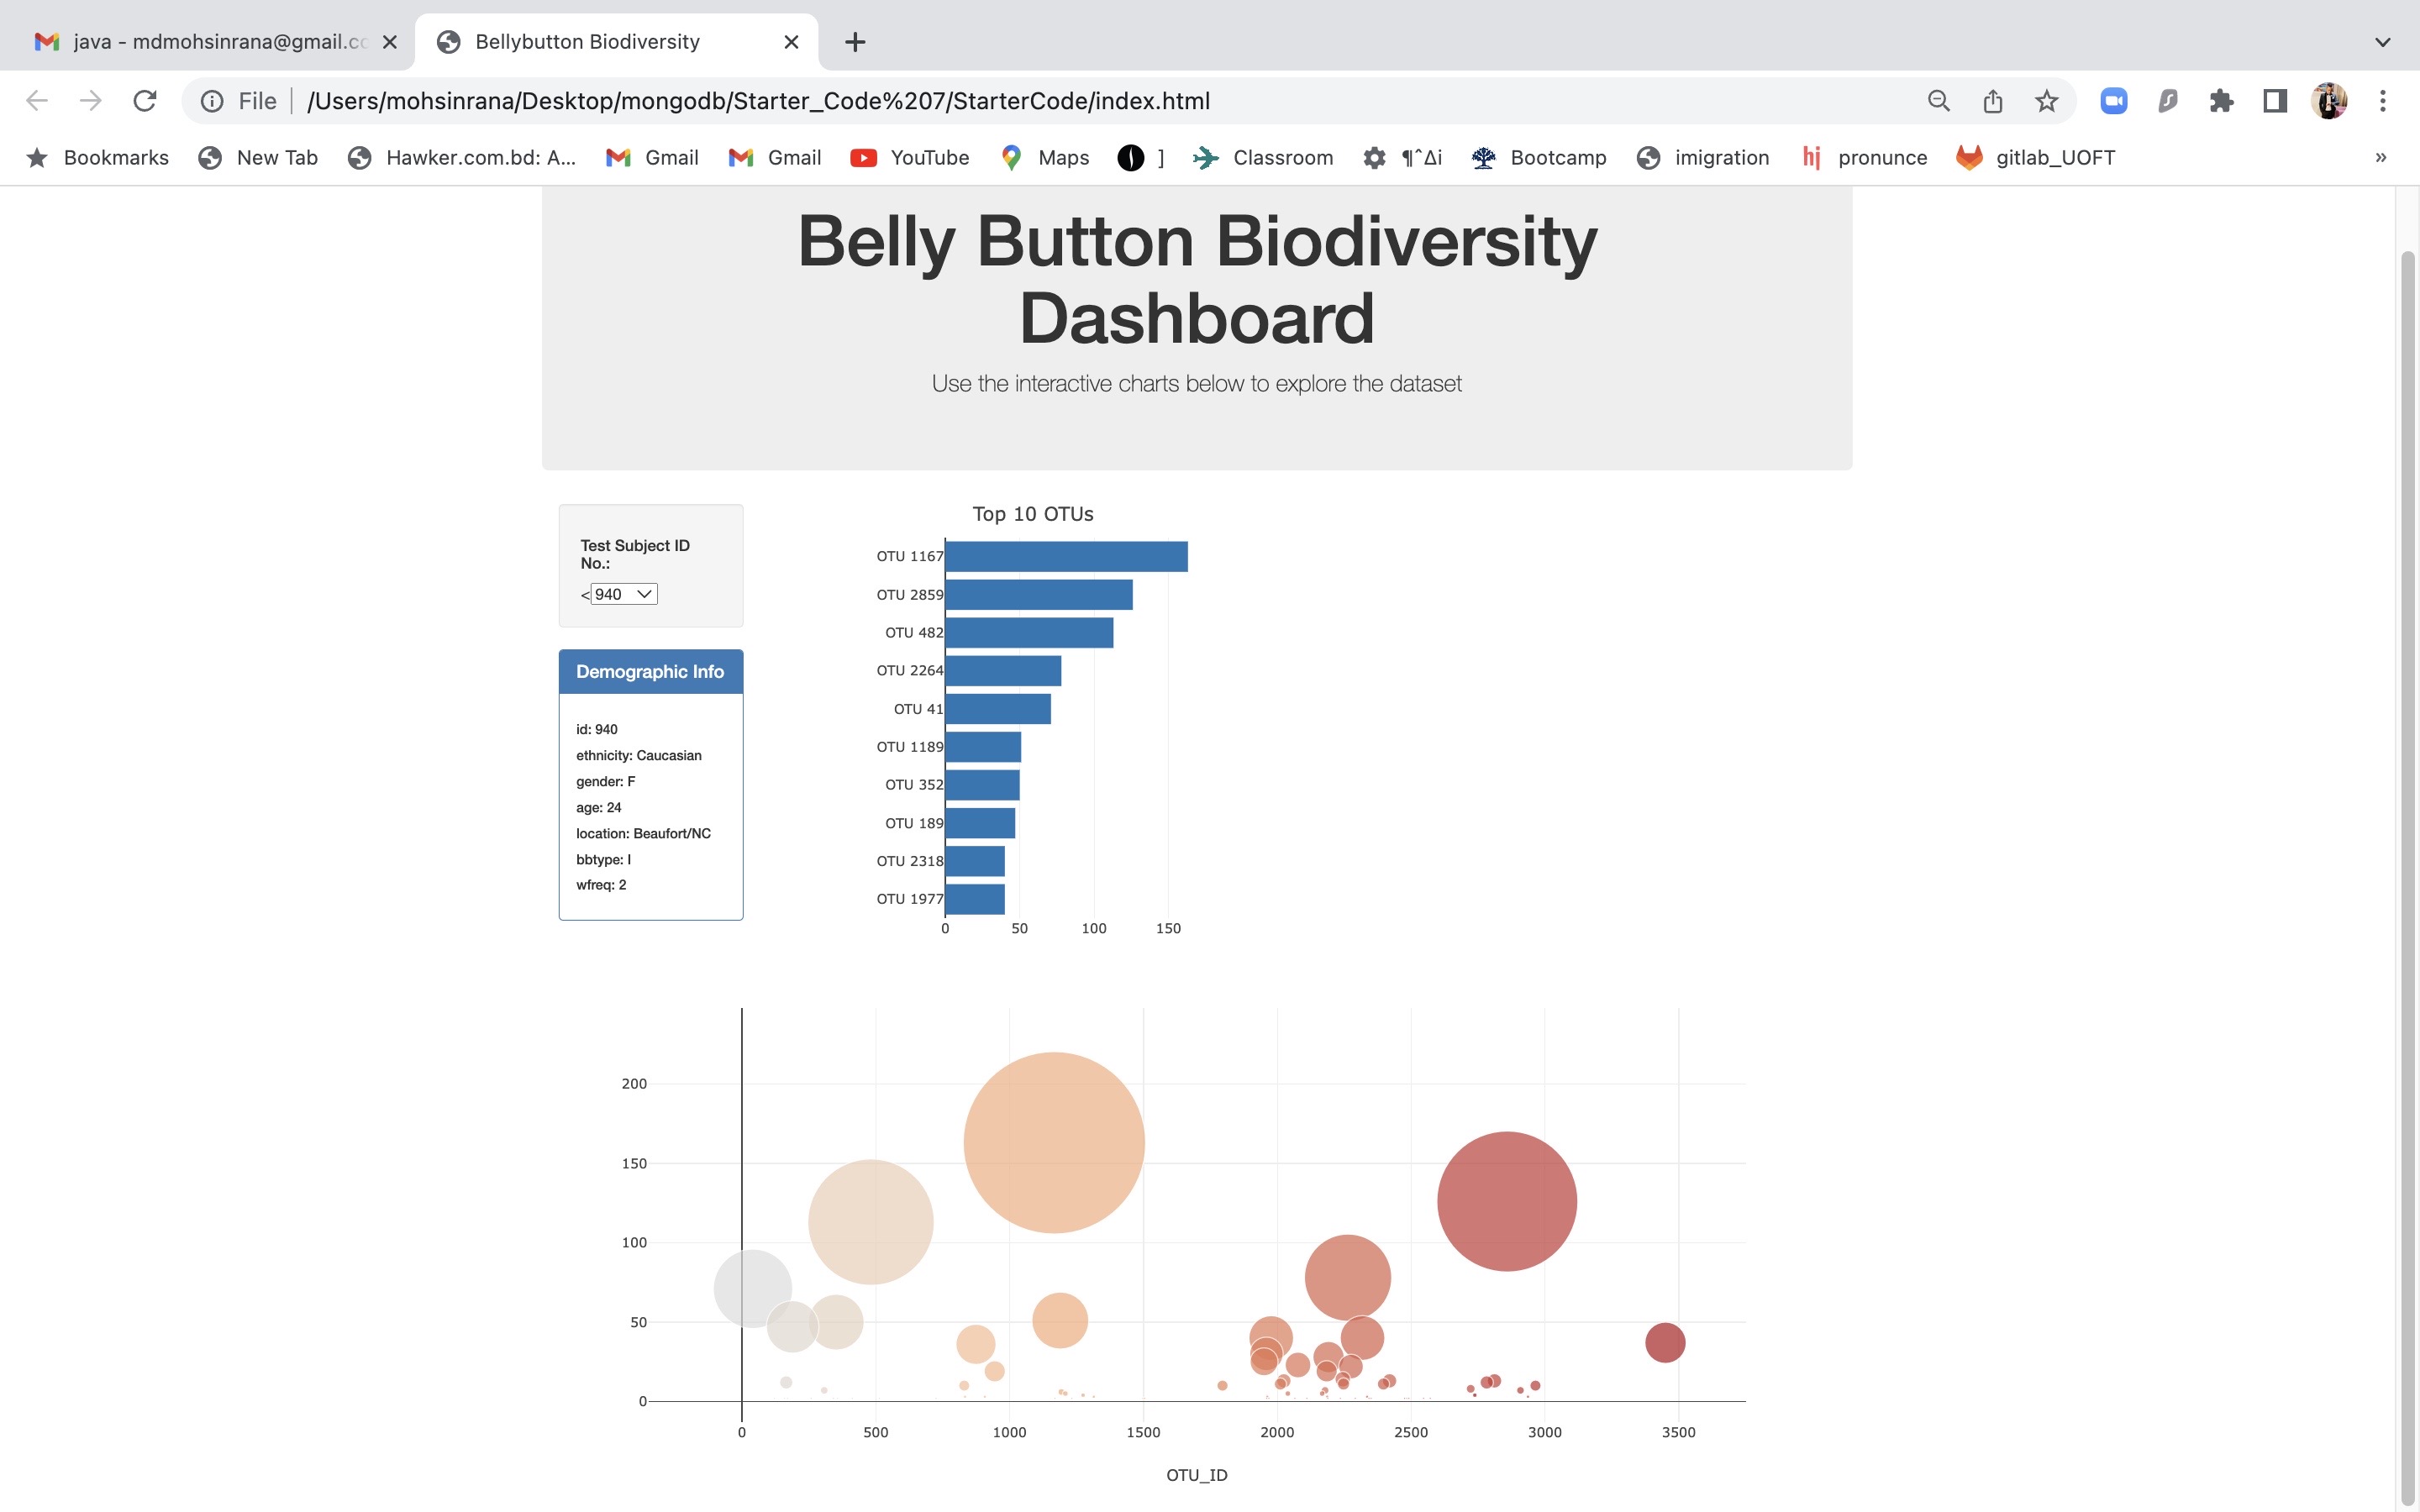 java - mdmohsinrana@gmail.co
Bellybutton Biodiversity
File
/Users/mohsinrana/Desktop/mongodb/Starter_Code%207/StarterCode/index.html
Bookmarks
New Tab
Hawker.com.bd: A...
Gmail
Gmail
YouTube
Maps
]
Classroom
¶ˆΔi
Bootcamp
imigration
hj
pronunce
gitlab_UOFT
»
Belly Button Biodiversity
Dashboard
Use the interactive charts below to explore the dataset
Test Subject ID
No.:
<940
Demographic Info
id: 940
ethnicity: Caucasian
gender: F
age: 24
location: Beaufort/NC
bbtype: I
wfreq: 2
Top 10 OTUs
OTU 1167
OTU 2859
OTU 482
OTU 2264
OTU 41
OTU 1189
OTU 352
OTU 189
OTU 2318
OTU 1977
0 50 100 150
200
150
100
50
0
0 500 1000 1500 2000 2500 3000 3500
OTU_ID